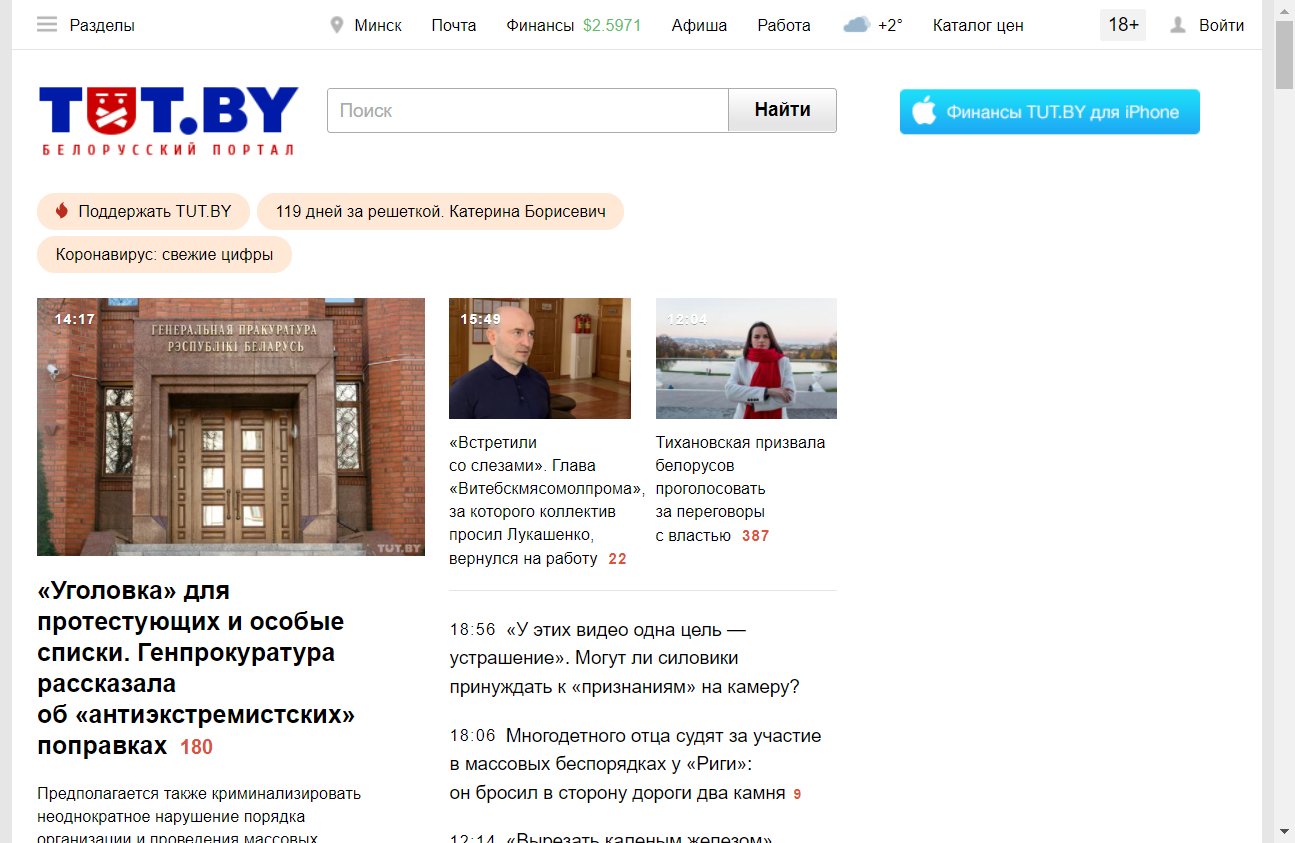 Разделы
Минск
Почта
Финансы $2.5971
Афиша
Работа
+2°
Каталог цен
18+
Войти
TUT.BY
БЕЛОРУССКИЙ ПОРТАЛ
Поиск
Найти
Финансы TUT.BY для iPhone
Поддержать TUT.BY
119 дней за решеткой. Катерина Борисевич
Коронавирус: свежие цифры
14:17
ГЕНЕРАЛЬНАЯ ПРАКУРАТУРА
РЭСПУБЛІКІ БЕЛАРУСЬ
TUT.BY
«Уголовка» для
протестующих и особые
списки. Генпрокуратура
рассказала
об «антиэкстремистских»
поправках 180
Предполагается также криминализировать
неоднократное нарушение порядка
организации и проведения массовых
15:49
«Встретили
со слезами». Глава
«Витебскмясомолпрома»,
за которого коллектив
просил Лукашенко,
вернулся на работу 22
12:04
Тихановская призвала
белорусов
проголосовать
за переговоры
с властью 387
18:56 «У этих видео одна цель —
устрашение». Могут ли силовики
принуждать к «признаниям» на камеру?
18:06 Многодетного отца судят за участие
в массовых беспорядках у «Риги»:
он бросил в сторону дороги два камня 9
12:14 «Вырезать каленым железом».